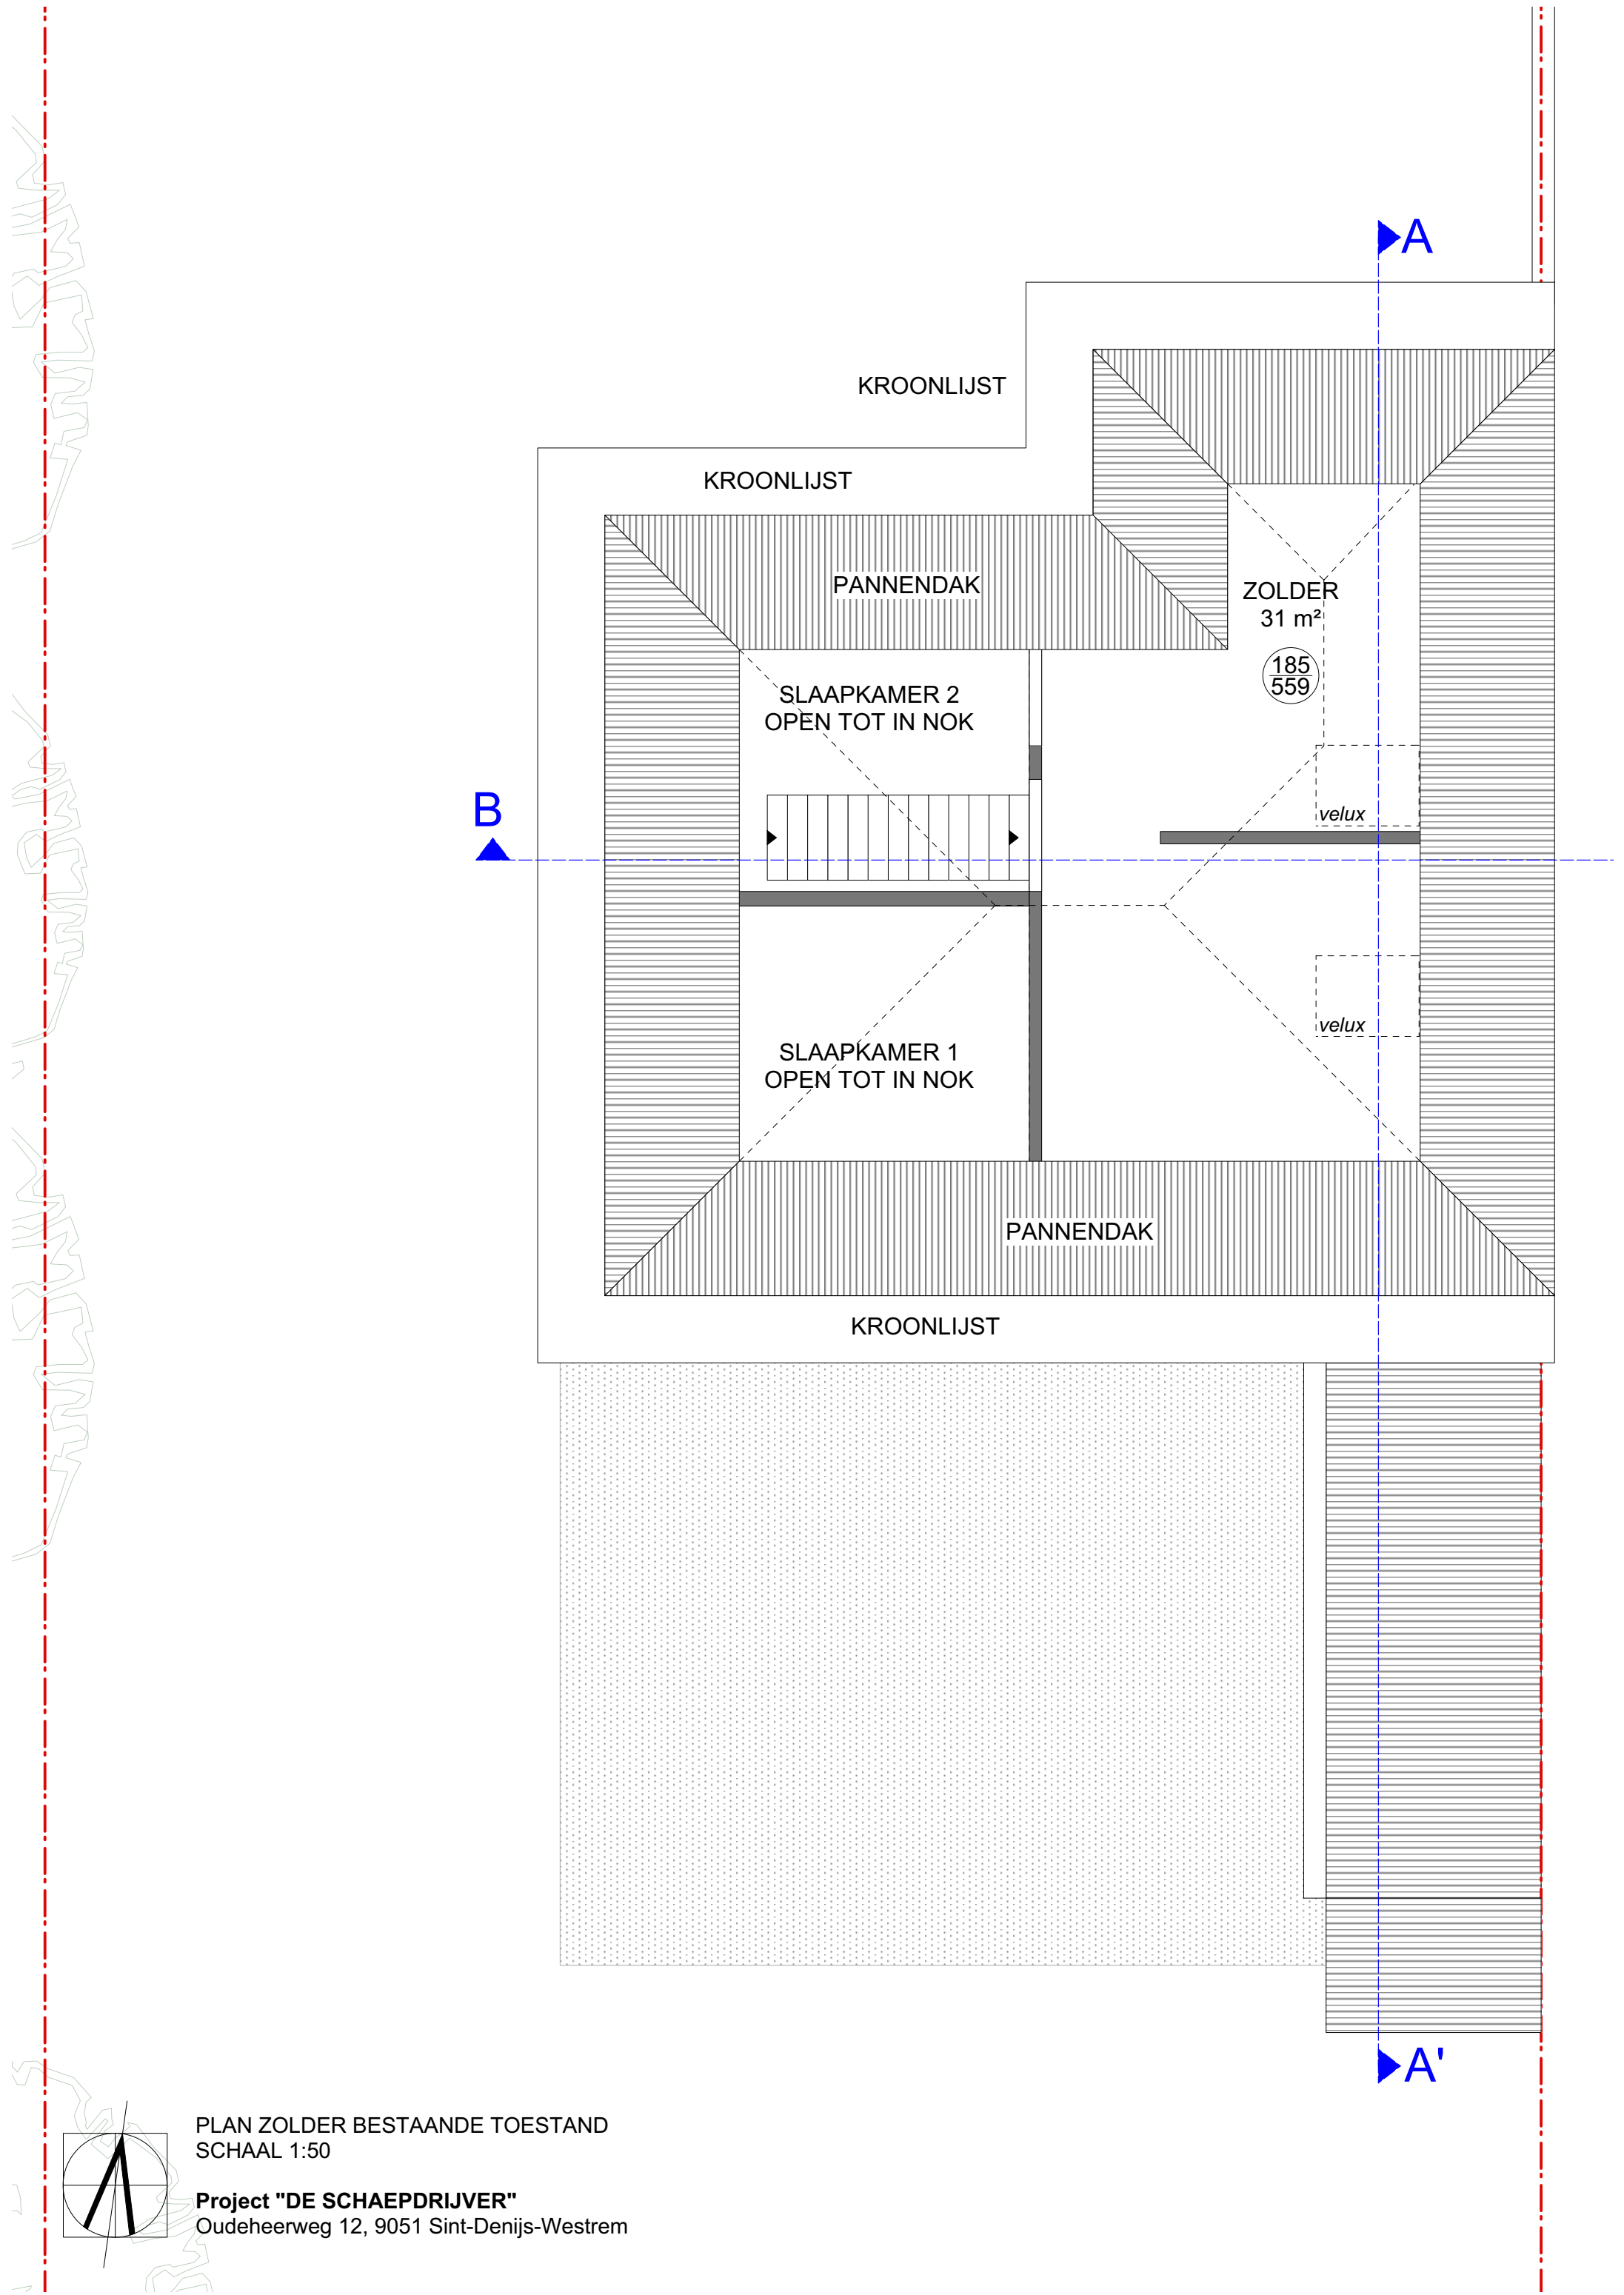 A
KROONLIJST
KROONLIJST
PANNENDAK
ZOLDER
31 m²
185
559
SLAAPKAMER 2
OPEN TOT IN NOK
B
velux
velux
SLAAPKAMER 1
OPEN TOT IN NOK
PANNENDAK
KROONLIJST
A'
PLAN ZOLDER BESTAANDE TOESTAND
SCHAAL 1:50
Project "DE SCHAEPDRIJVER"
Oudeheerweg 12, 9051 Sint-Denijs-Westrem